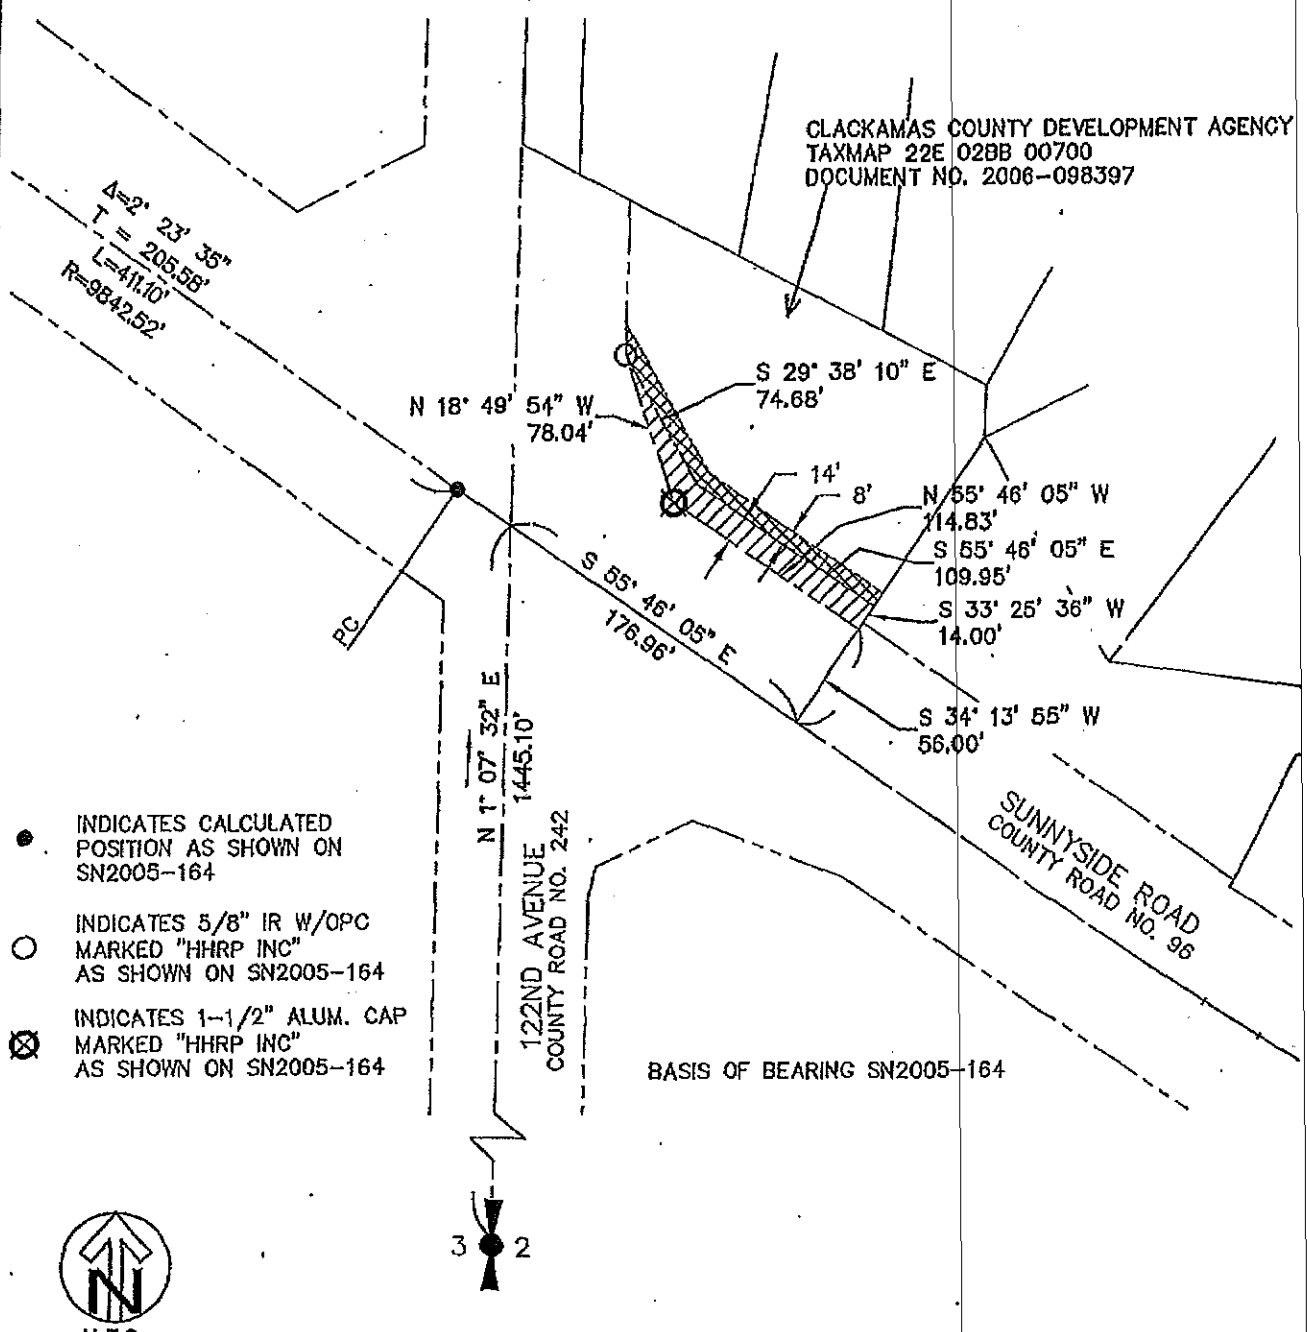 CLACKAMAS COUNTY DEVELOPMENT AGENCY
TAXMAP 22E 02BB 00700
DOCUMENT NO. 2006-098397
Δ=2° 23' 35"
T = 205.58'
L=411.10'
R=9842.52'
S 29° 38' 10" E
74.68'
N 18° 49' 54" W
78.04'
14'
8'
N 55° 46' 05" W
114.83'
S 55° 46' 05" E
109.95'
S 33° 25' 36" W
14.00'
S 55° 46' 05" E
176.96'
PC
S 34° 13' 55" W
56.00'
N 1° 07' 32" E
1445.10'
122ND AVENUE
COUNTY ROAD NO. 242
SUNNYSIDE ROAD
COUNTY ROAD NO. 96
INDICATES CALCULATED
POSITION AS SHOWN ON
SN2005-164
INDICATES 5/8" IR W/OPC
MARKED "HHRP INC"
AS SHOWN ON SN2005-164
INDICATES 1-1/2" ALUM. CAP
MARKED "HHRP INC"
AS SHOWN ON SN2005-164
BASIS OF BEARING SN2005-164
3 2
N